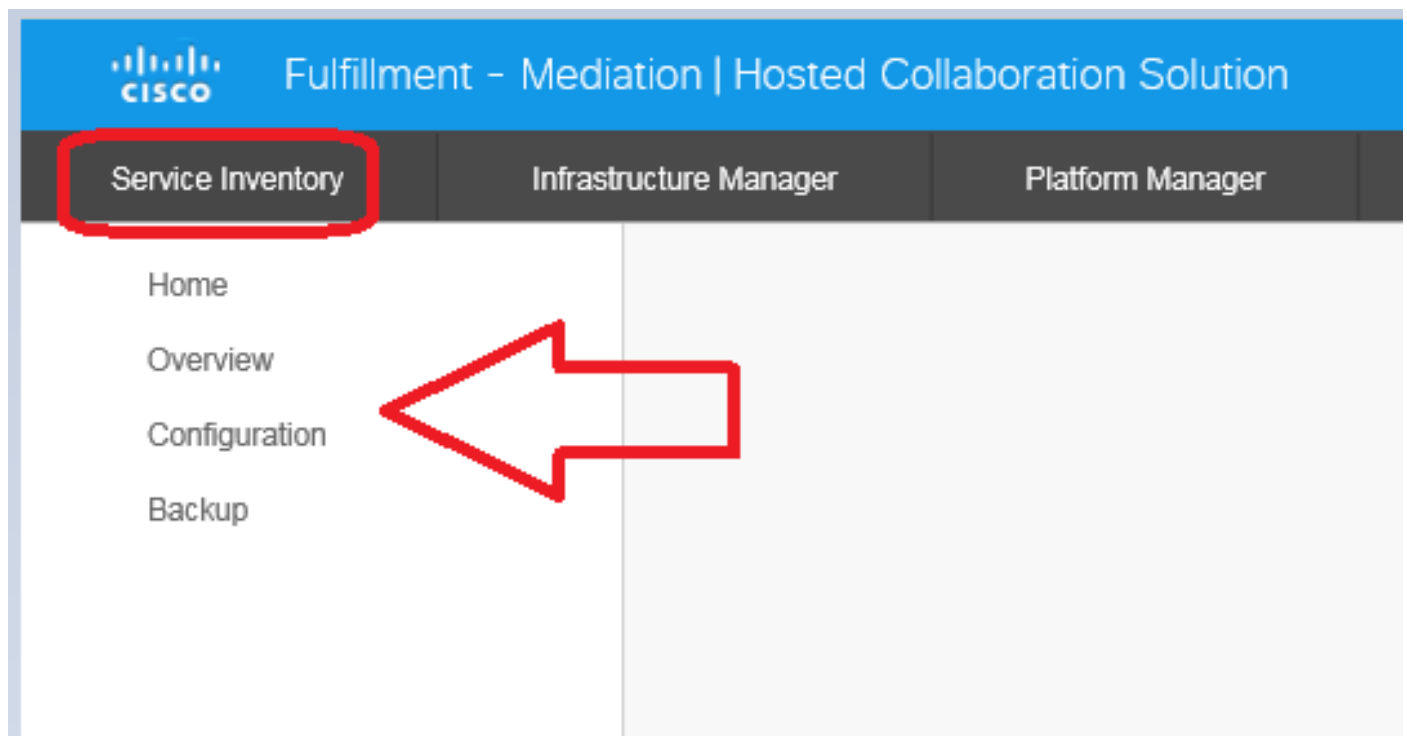 CISCO Fulfillment - Mediation | Hosted Collaboration Solution
Service Inventory Infrastructure Manager Platform Manager
Home
Overview
Configuration
Backup